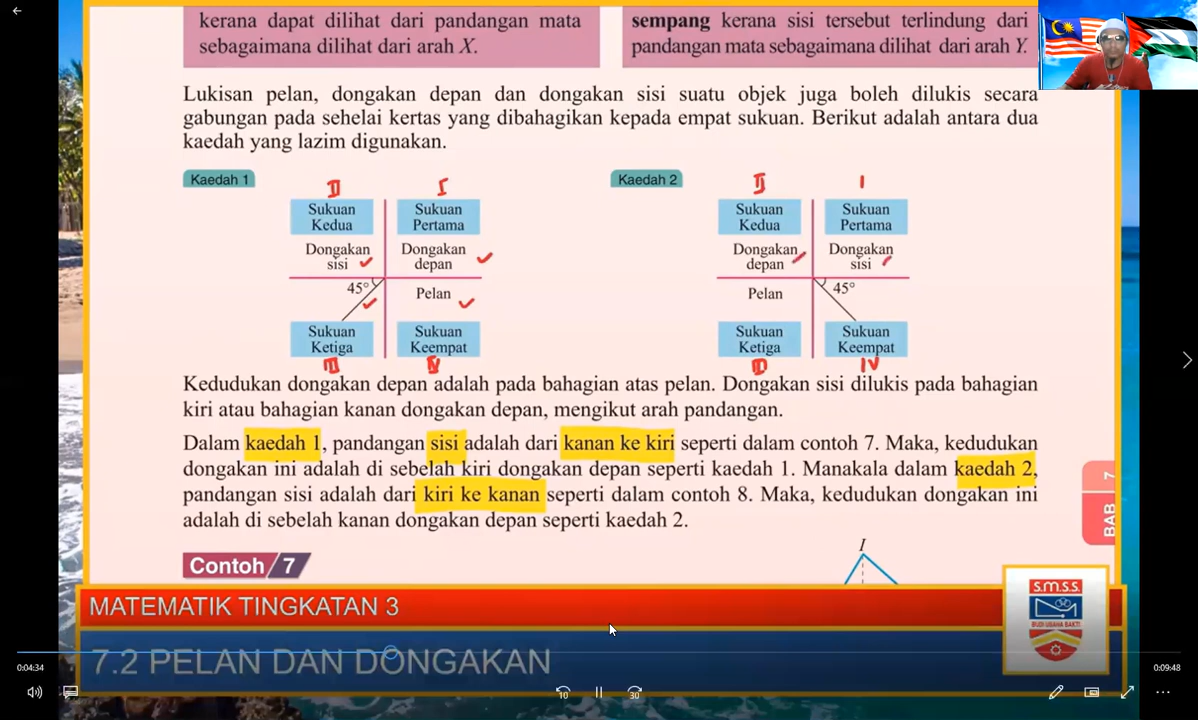 kerana dapat dilihat dari pandangan mata
sebagaimana dilihat dari arah X.
sempang kerana sisi tersebut terlindung dari
pandangan mata sebagaimana dilihat dari arah Y.
Lukisan pelan, dongakan depan dan dongakan sisi suatu objek juga boleh dilukis secara
gabungan pada sehelai kertas yang dibahagikan kepada empat sukuan. Berikut adalah antara dua
kaedah yang lazim digunakan.
Kaedah 1
II
I
Sukuan
Kedua
Sukuan
Pertama
Dongakan
sisi
Dongakan
depan
45°
Pelan
Sukuan
Ketiga
Sukuan
Keempat
III
IV
Kaedah 2
II
I
Sukuan
Kedua
Sukuan
Pertama
Dongakan
depan
Dongakan
sisi
Pelan
45°
Sukuan
Ketiga
Sukuan
Keempat
III
IV
Kedudukan dongakan depan adalah pada bahagian atas pelan. Dongakan sisi dilukis pada bahagian
kiri atau bahagian kanan dongakan depan, mengikut arah pandangan.
Dalam kaedah 1, pandangan sisi adalah dari kanan ke kiri seperti dalam contoh 7. Maka, kedudukan
dongakan ini adalah di sebelah kiri dongakan depan seperti kaedah 1. Manakala dalam kaedah 2,
pandangan sisi adalah dari kiri ke kanan seperti dalam contoh 8. Maka, kedudukan dongakan ini
adalah di sebelah kanan dongakan depan seperti kaedah 2.
BAB 7
Contoh 7
I
MATEMATIK TINGKATAN 3
7.2 PELAN DAN DONGAKAN
S.M.S.S.
BUDI USAHA BAKTI
0:04:34
0:09:48
10
30